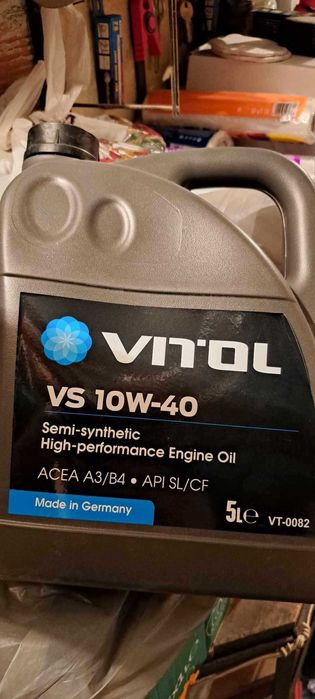 VITOL
VS 10W-40
Semi-synthetic
High-performance Engine Oil
ACEA A3/B4 • API SL/CF
Made in Germany
5Le VT-0082